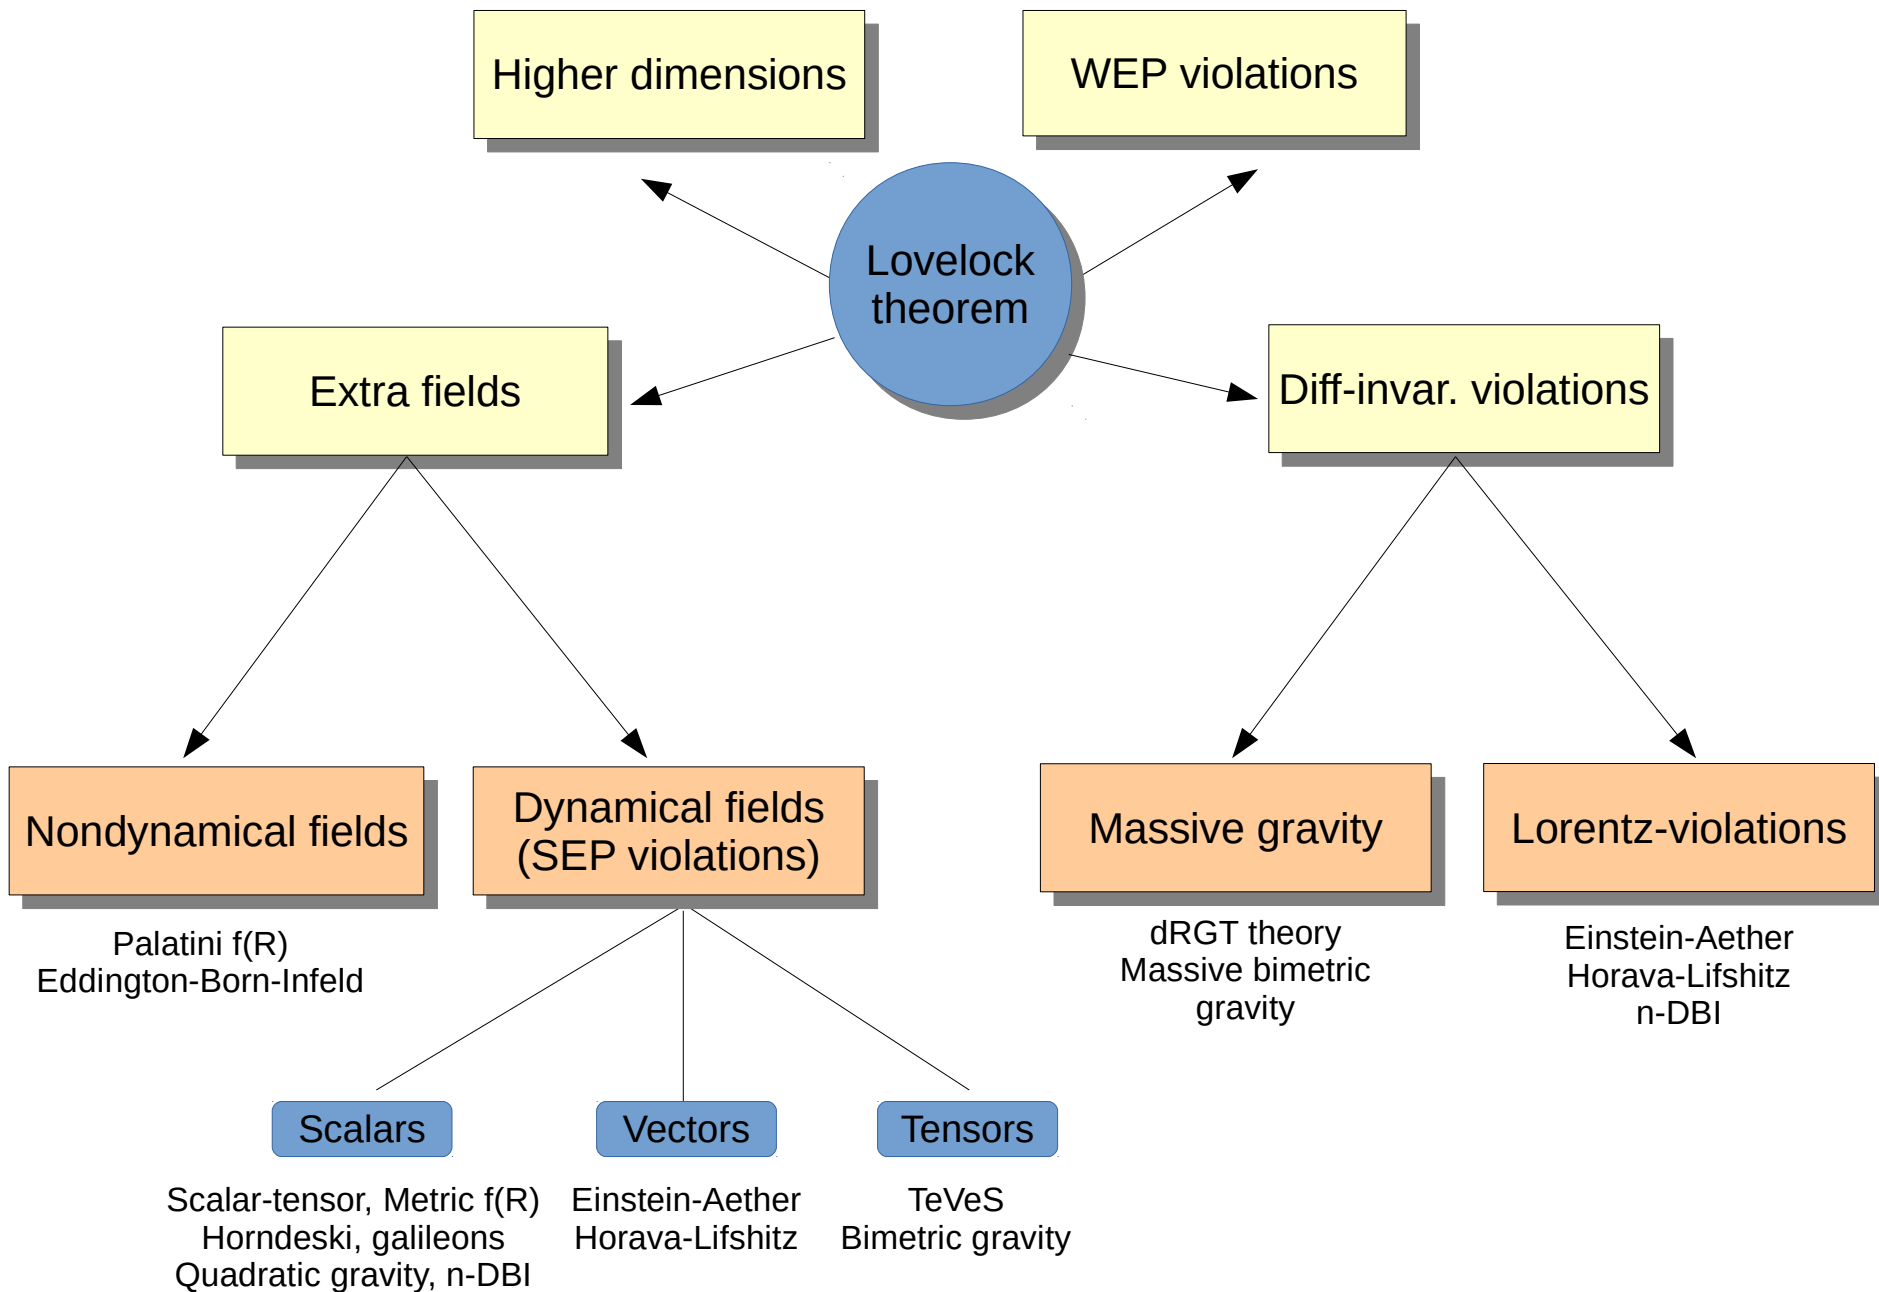 Higher dimensions
WEP violations
Lovelock
theorem
Extra fields
Diff-invar. violations
Nondynamical fields
Dynamical fields
(SEP violations)
Massive gravity
Lorentz-violations
Palatini f(R)
Eddington-Born-Infeld
dRGT theory
Massive bimetric
gravity
Einstein-Aether
Horava-Lifshitz
n-DBI
Scalars
Vectors
Tensors
Scalar-tensor, Metric f(R)
Horndeski, galileons
Quadratic gravity, n-DBI
Einstein-Aether
Horava-Lifshitz
TeVeS
Bimetric gravity